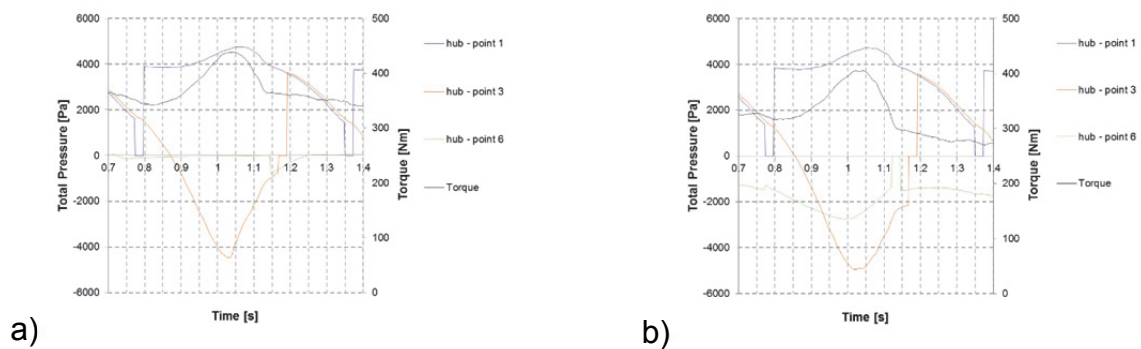 6000
4000
2000
0
-2000
-4000
-6000
Total Pressure [Pa]
500
400
300
200
100
0
Torque [Nm]
0.7 0.8 0.9 1 1.1 1.2 1.3 1.4
Time [s]
hub - point 1
hub - point 3
hub - point 6
Torque
a)
6000
4000
2000
0
-2000
-4000
-6000
Total Pressure [Pa]
500
400
300
200
100
0
Torque [Nm]
0.7 0.8 0.9 1 1.1 1.2 1.3 1.4
Time [s]
hub - point 1
hub - point 3
hub - point 6
Torque
b)